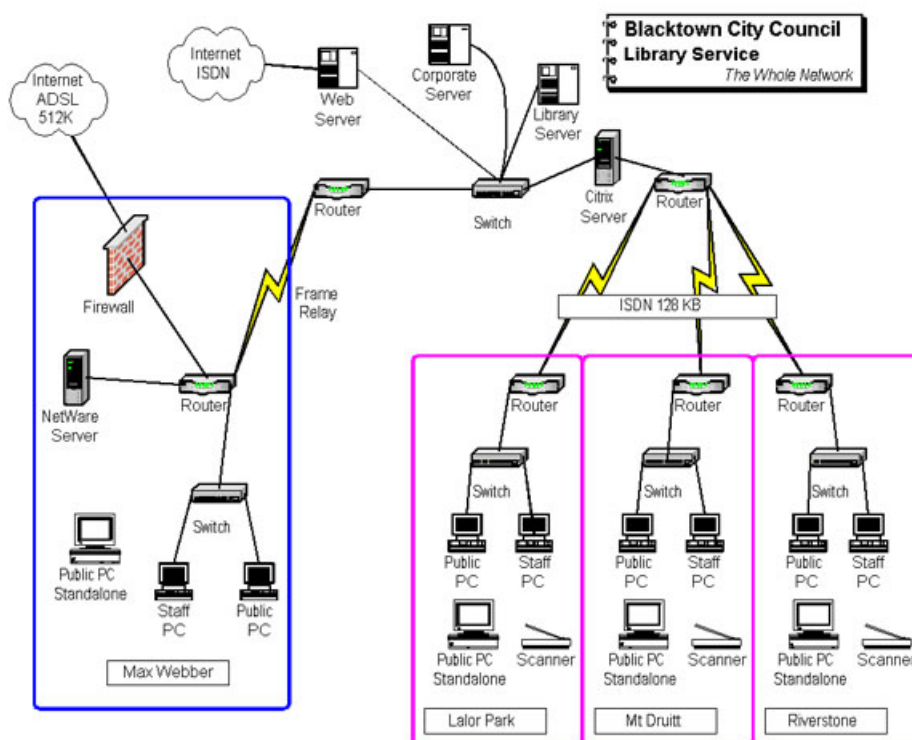 Blacktown City Council
Library Service
The Whole Network
Internet
ISDN
Web
Server
Corporate
Server
Library
Server
Internet
ADSL
512K
Router
Switch
Citrix
Server
Router
Firewall
Frame
Relay
ISDN 128 KB
NetWare
Server
Router
Switch
Public PC
Standalone
Staff
PC
Public
PC
Max Webber
Router
Switch
Public
PC
Staff
PC
Public PC
Standalone
Scanner
Lalor Park
Router
Switch
Public
PC
Staff
PC
Public PC
Standalone
Scanner
Mt Druitt
Router
Switch
Public
PC
Staff
PC
Public PC
Standalone
Scanner
Riverstone